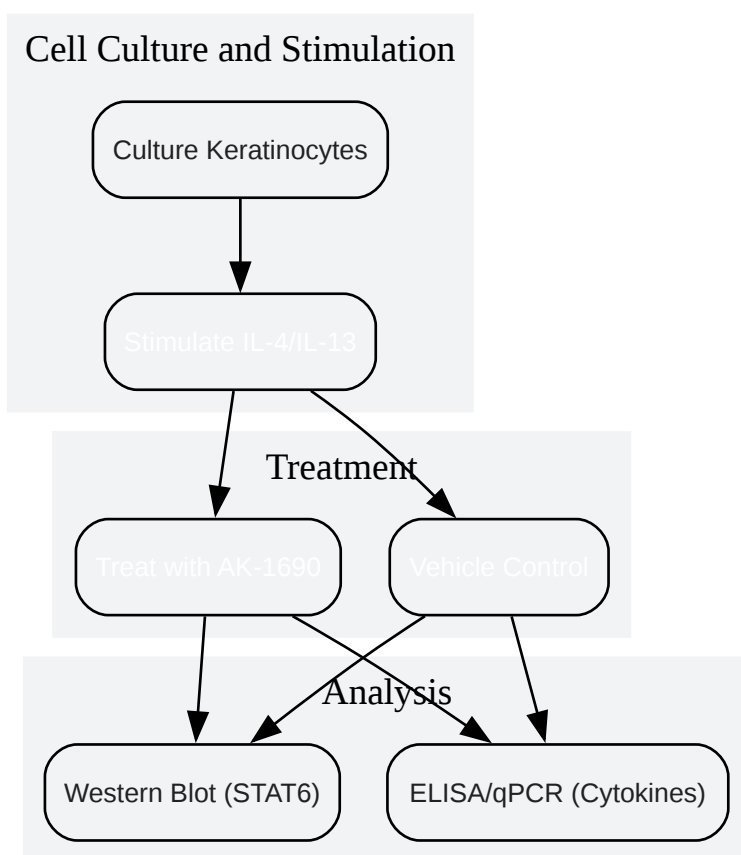 Cell Culture and Stimulation
Culture Keratinocytes
Stimulate IL-4/IL-13
Treatment
Treat with AK-1690
Vehicle Control
Analysis
Western Blot (STAT6)
ELISA/qPCR (Cytokines)